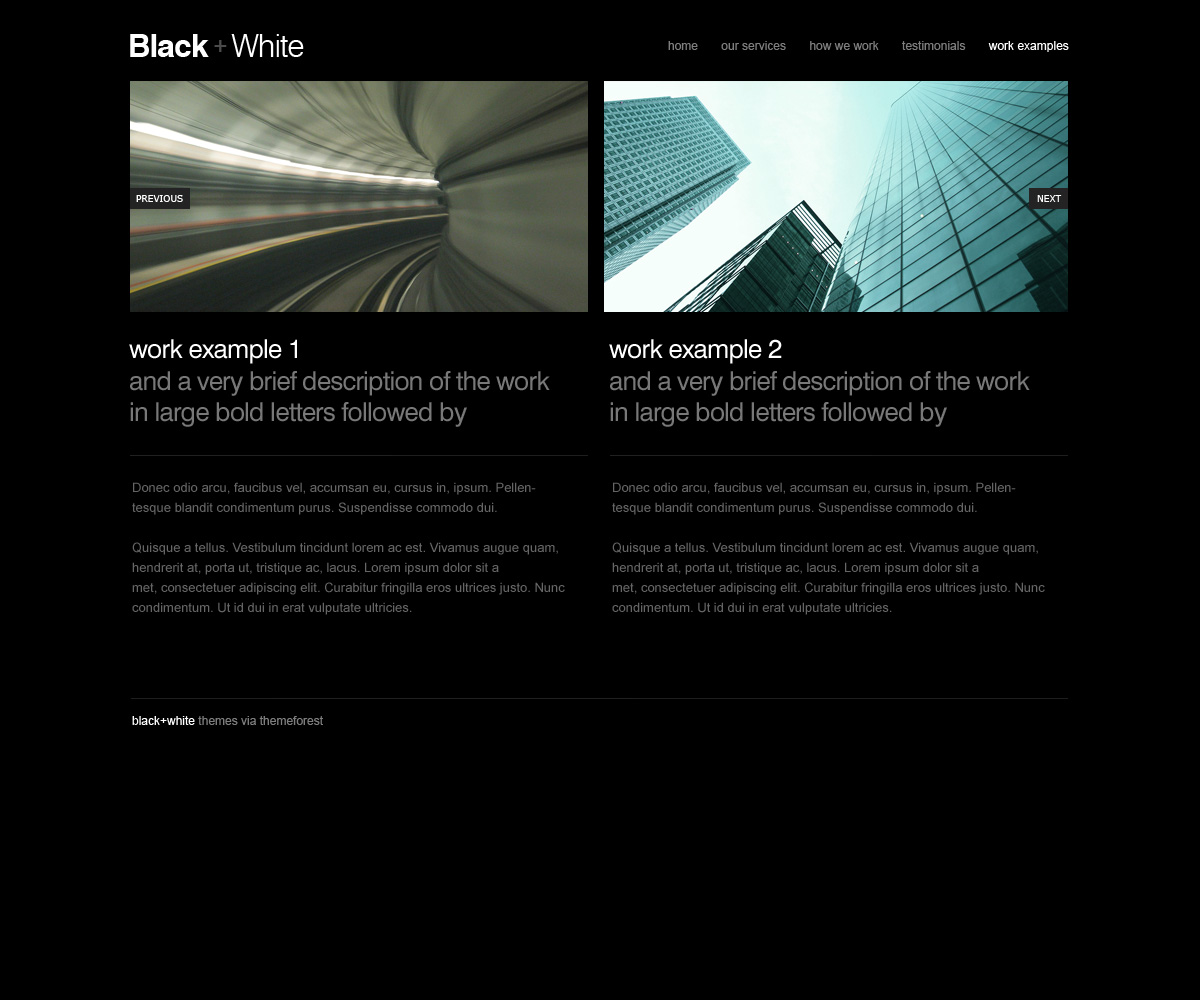 Black + White
home our services how we work testimonials work examples
PREVIOUS
NEXT
work example 1
and a very brief description of the work
in large bold letters followed by
Donec odio arcu, faucibus vel, accumsan eu, cursus in, ipsum. Pellen-
tesque blandit condimentum purus. Suspendisse commodo dui.
Quisque a tellus. Vestibulum tincidunt lorem ac est. Vivamus augue quam,
hendrerit at, porta ut, tristique ac, lacus. Lorem ipsum dolor sit a
met, consectetuer adipiscing elit. Curabitur fringilla eros ultrices justo. Nunc
condimentum. Ut id dui in erat vulputate ultricies.
work example 2
and a very brief description of the work
in large bold letters followed by
Donec odio arcu, faucibus vel, accumsan eu, cursus in, ipsum. Pellen-
tesque blandit condimentum purus. Suspendisse commodo dui.
Quisque a tellus. Vestibulum tincidunt lorem ac est. Vivamus augue quam,
hendrerit at, porta ut, tristique ac, lacus. Lorem ipsum dolor sit a
met, consectetuer adipiscing elit. Curabitur fringilla eros ultrices justo. Nunc
condimentum. Ut id dui in erat vulputate ultricies.
black+white themes via themeforest